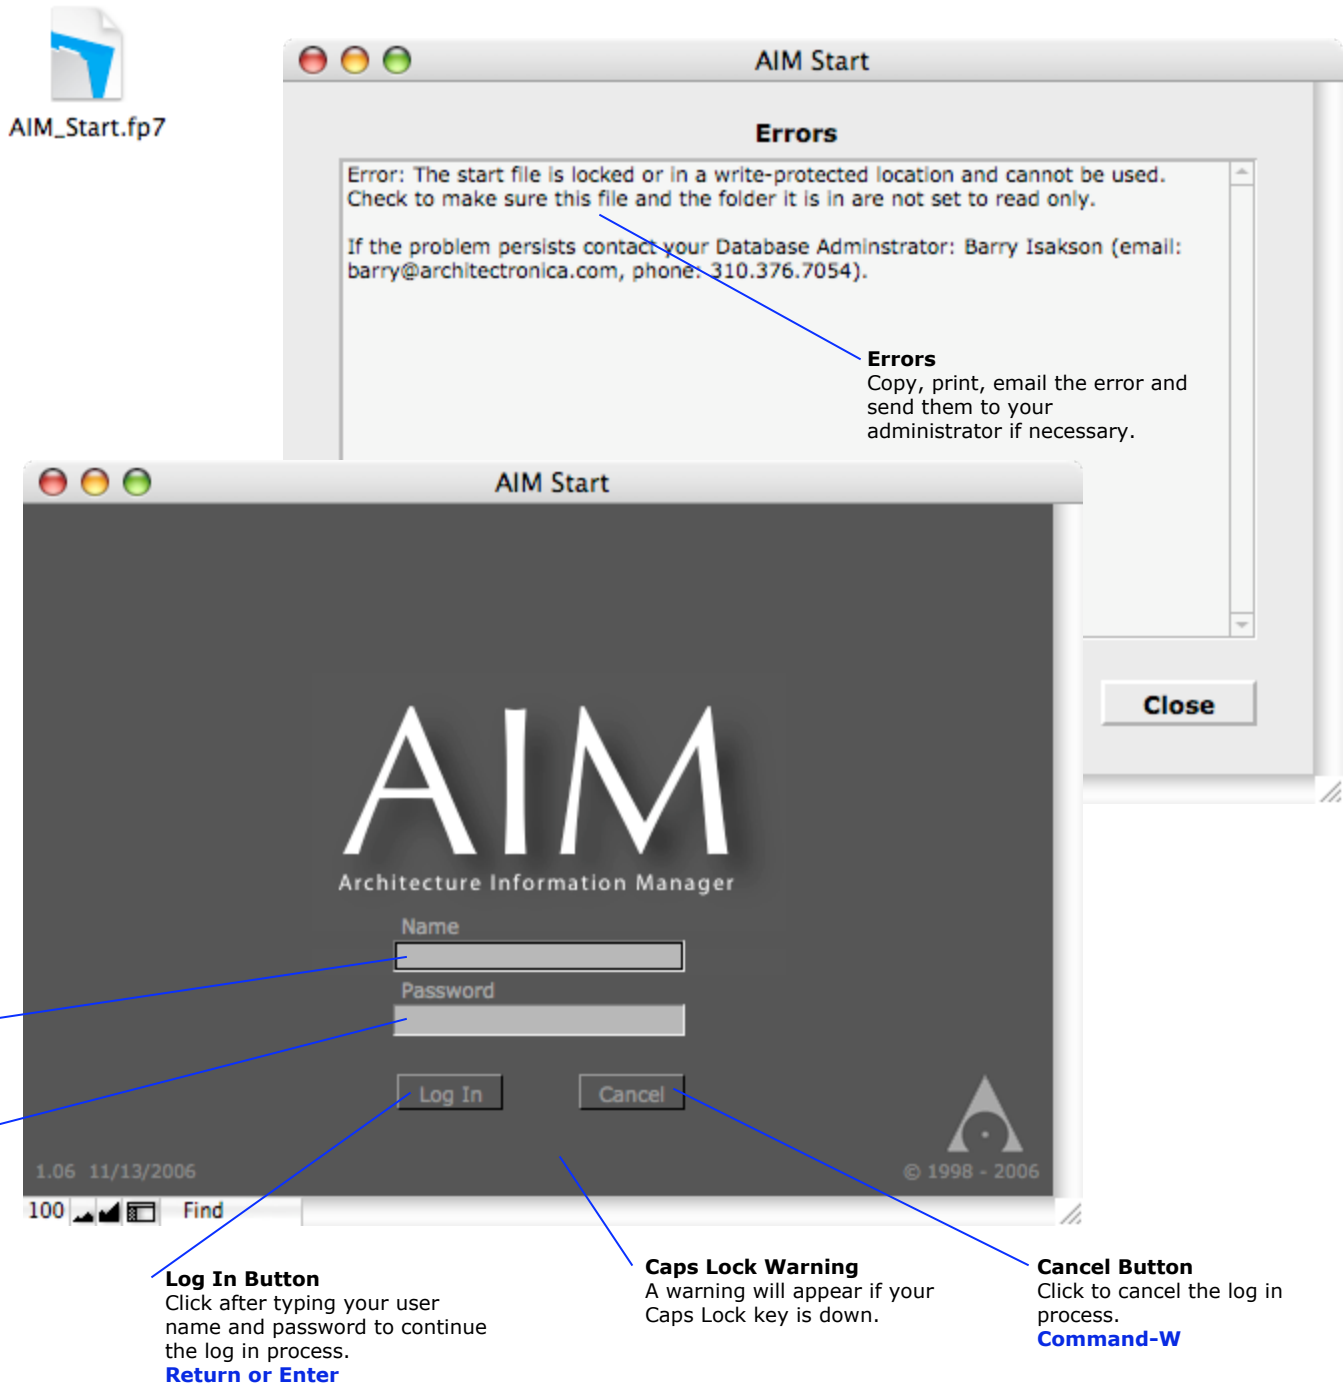 AIM_Start.fp7
AIM Start
Errors
Error: The start file is locked or in a write-protected location and cannot be used.
Check to make sure this file and the folder it is in are not set to read only.
If the problem persists contact your Database Adminstrator: Barry Isakson (email:
barry@architectronica.com, phone: 310.376.7054).
Errors
Copy, print, email the error and
send them to your
administrator if necessary.
Close
AIM Start
AIM
Architecture Information Manager
Name
Password
Log In
Cancel
1.06 11/13/2006
© 1998 - 2006
100
Find
Log In Button
Click after typing your user
name and password to continue
the log in process.
Return or Enter
Caps Lock Warning
A warning will appear if your
Caps Lock key is down.
Cancel Button
Click to cancel the log in
process.
Command-W